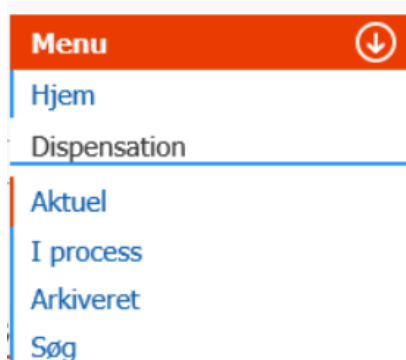 Menu
Hjem
Dispensation
Aktuel
I process
Arkiveret
Søg